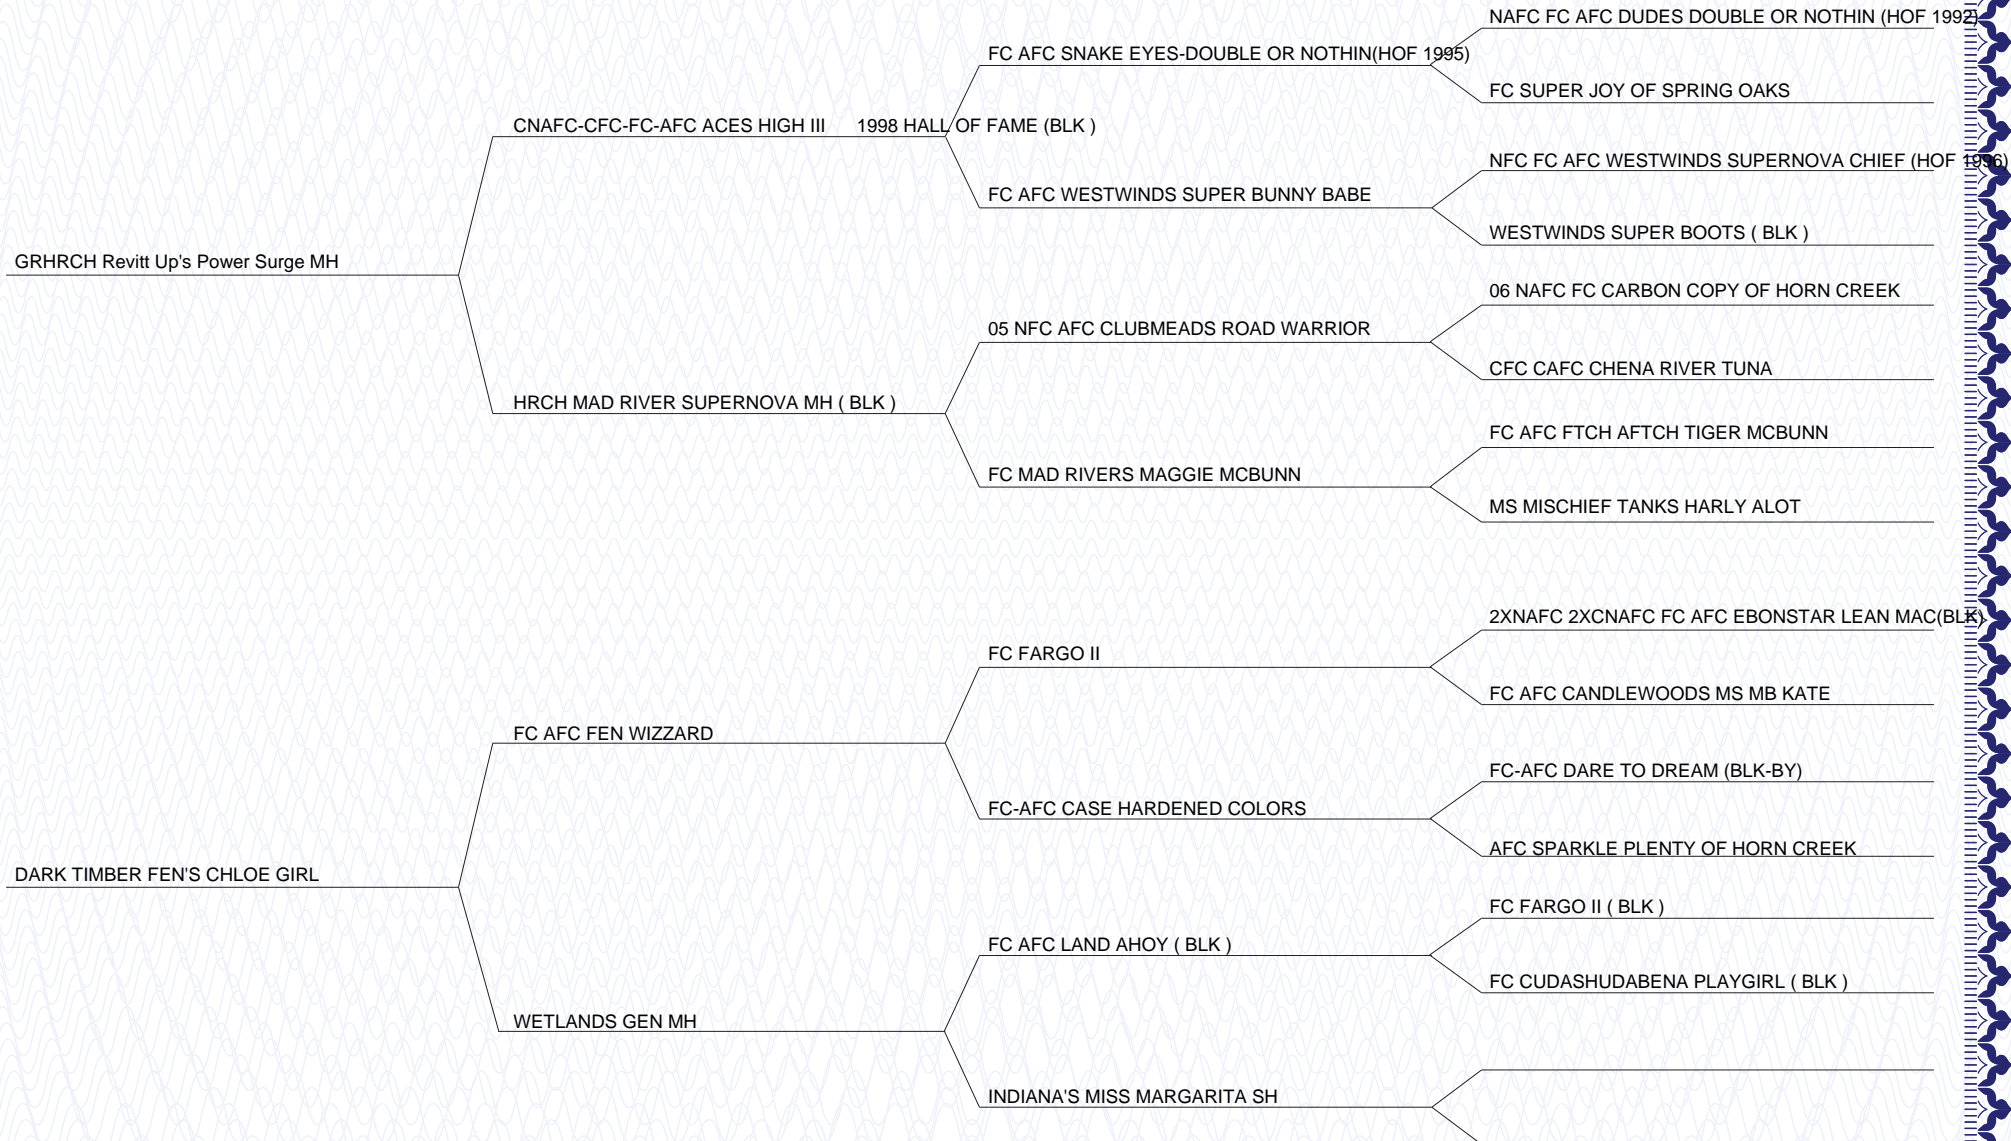 NAFC FC AFC DUDES DOUBLE OR NOTHIN (HOF 1992)
FC AFC SNAKE EYES-DOUBLE OR NOTHIN(HOF 1995)
FC SUPER JOY OF SPRING OAKS
CNAFC-CFC-FC-AFC ACES HIGH III 1998 HALL OF FAME (BLK )
NFC FC AFC WESTWINDS SUPERNOVA CHIEF (HOF 1996)
FC AFC WESTWINDS SUPER BUNNY BABE
WESTWINDS SUPER BOOTS ( BLK )
GRHRCH Revitt Up's Power Surge MH
06 NAFC FC CARBON COPY OF HORN CREEK
05 NFC AFC CLUBMEADS ROAD WARRIOR
CFC CAFC CHENA RIVER TUNA
HRCH MAD RIVER SUPERNOVA MH ( BLK )
FC AFC FTCH AFTCH TIGER MCBUNN
FC MAD RIVERS MAGGIE MCBUNN
MS MISCHIEF TANKS HARLY ALOT
2XNAFC 2XCNAFC FC AFC EBONSTAR LEAN MAC(BLK)
FC FARGO II
FC AFC CANDLEWOODS MS MB KATE
FC AFC FEN WIZZARD
FC-AFC DARE TO DREAM (BLK-BY)
FC-AFC CASE HARDENED COLORS
AFC SPARKLE PLENTY OF HORN CREEK
DARK TIMBER FEN'S CHLOE GIRL
FC FARGO II ( BLK )
FC AFC LAND AHOY ( BLK )
FC CUDASHUDABENA PLAYGIRL ( BLK )
WETLANDS GEN MH
INDIANA'S MISS MARGARITA SH